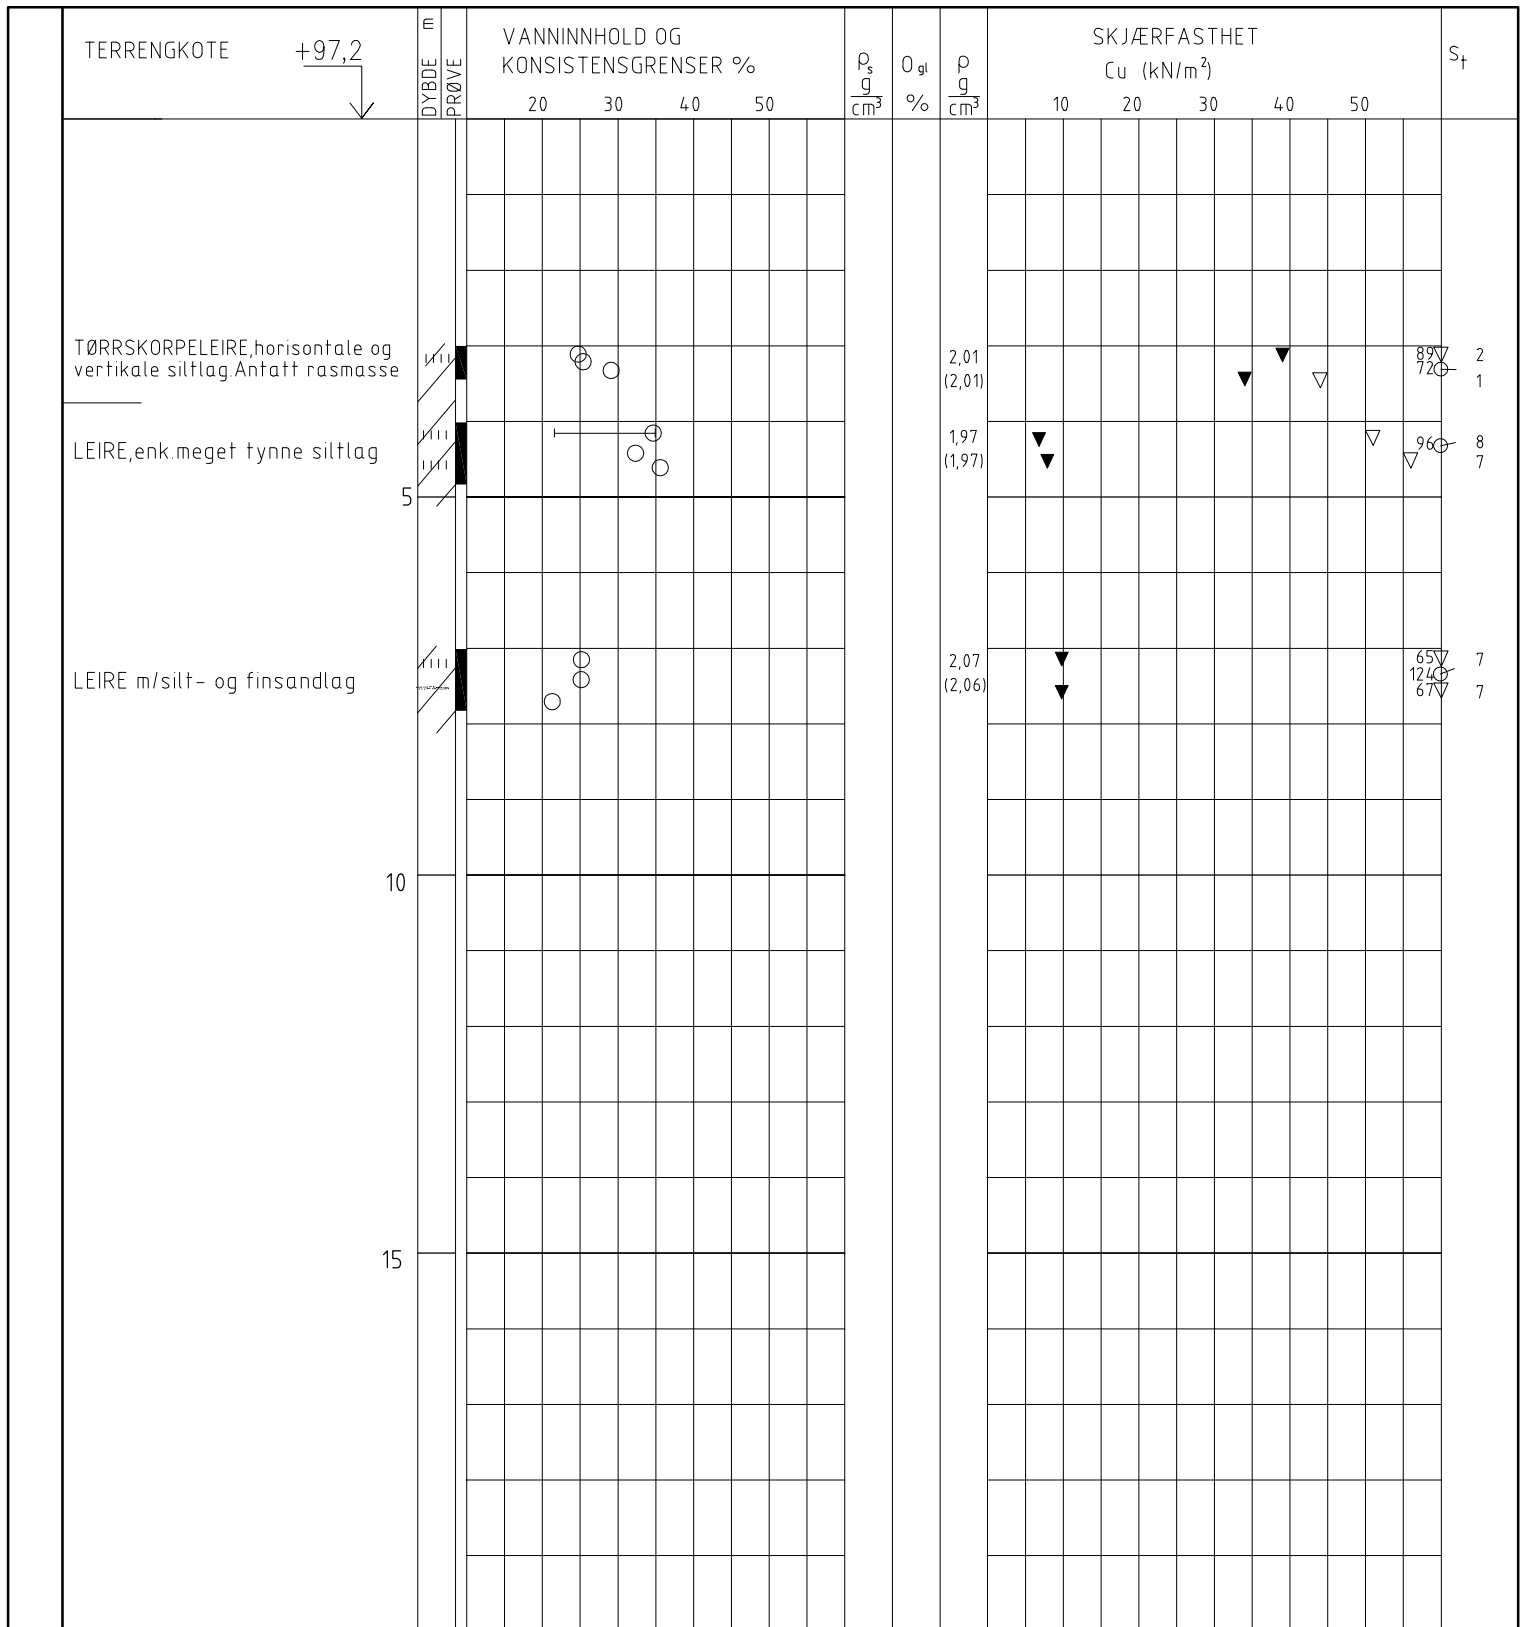 TERRENGKOTE +97,2
DYBDE m
PRØVE
VANNINNHOLD OG
KONSISTENSGRENSER %
20 30 40 50
ρs
g
cm³
O gl
%
ρ
g
cm³
SKJÆRFASTHET
Cu (kN/m²)
10 20 30 40 50
St
TØRRSKORPELEIRE,horisontale og
vertikale siltlag.Antatt rasmasse
2,01
(2,01)
89 2
72 1
LEIRE,enk.meget tynne siltlag
1,97
(1,97)
96 8
7
5
LEIRE m/silt- og finsandlag
2,07
(2,06)
65 7
124
67 7
10
15